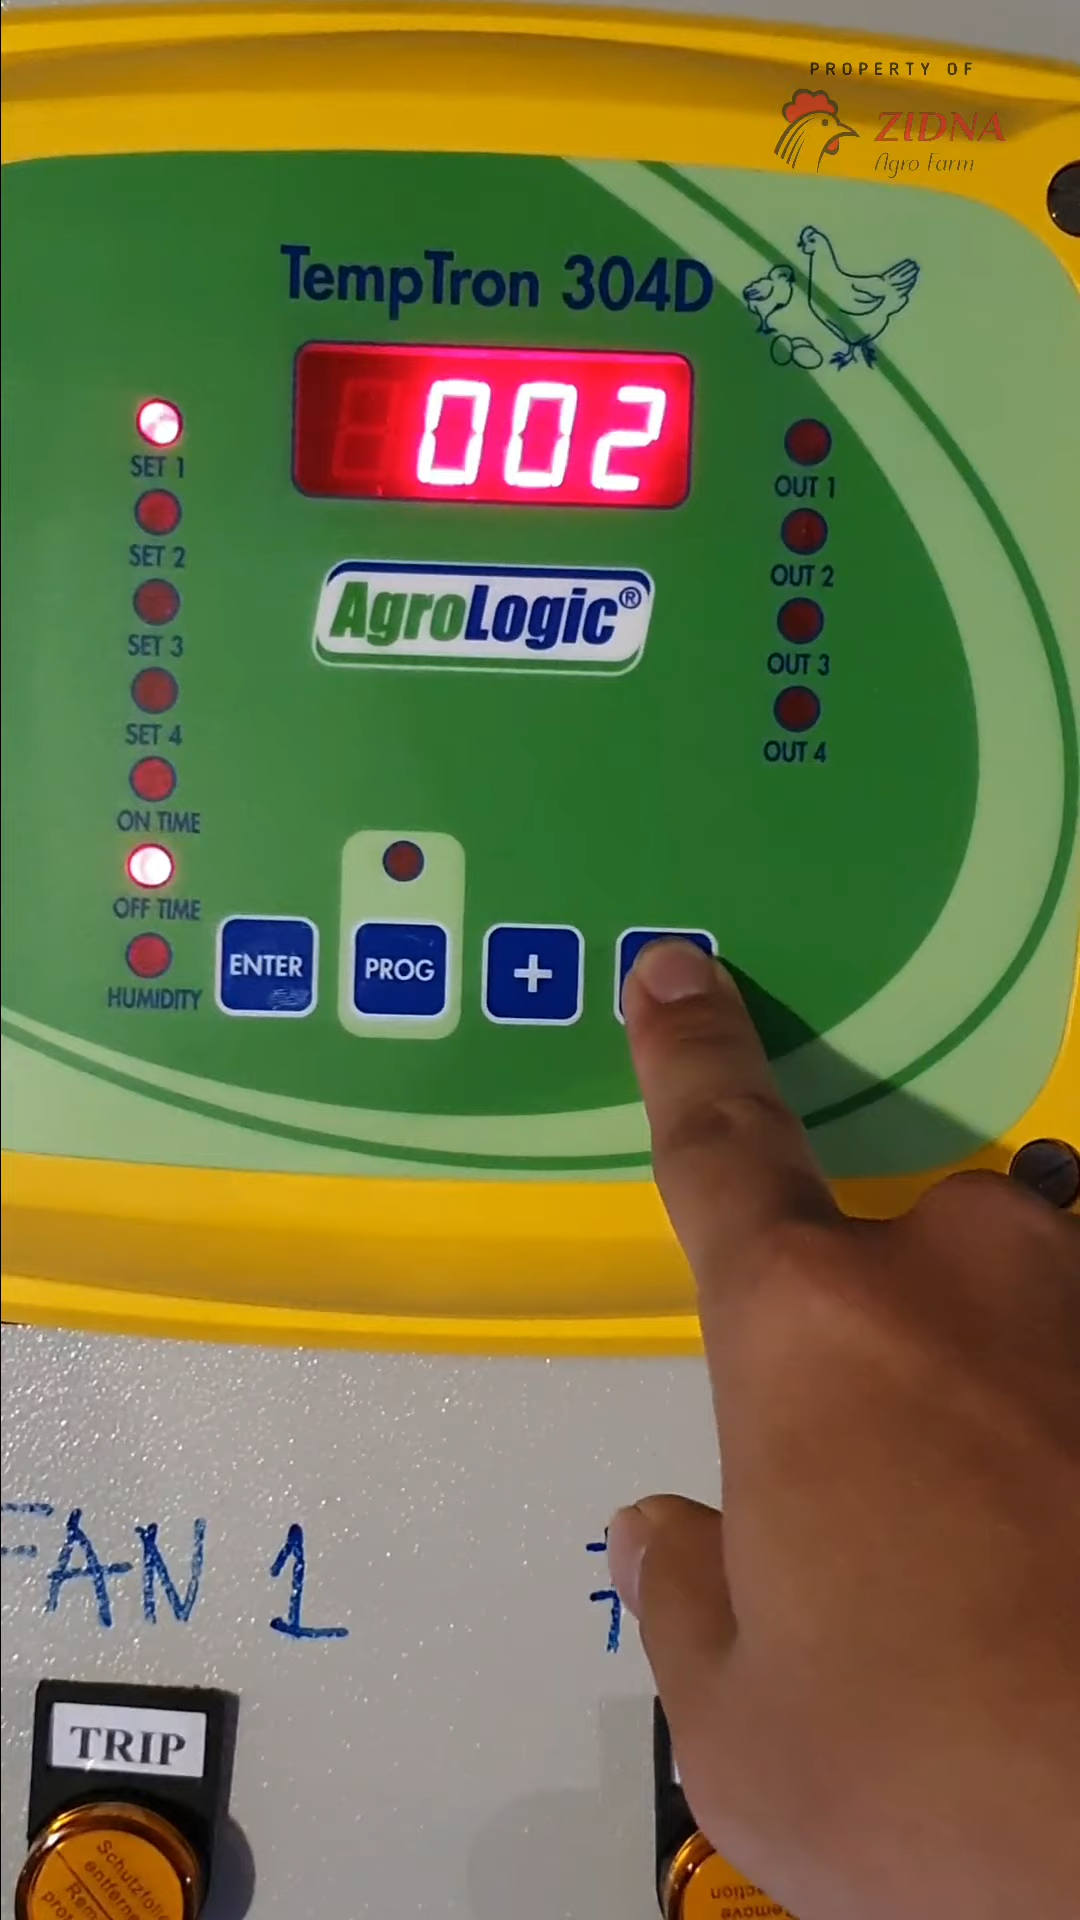 PROPERTY OF
ZIDNA
Agro Farm
TempTron 304D
002
SET 1
SET 2
SET 3
SET 4
ON TIME
OFF TIME
HUMIDITY
AgroLogic®
OUT 1
OUT 2
OUT 3
OUT 4
ENTER
PROG
+
FAN 1
TRIP
Schutzfolie